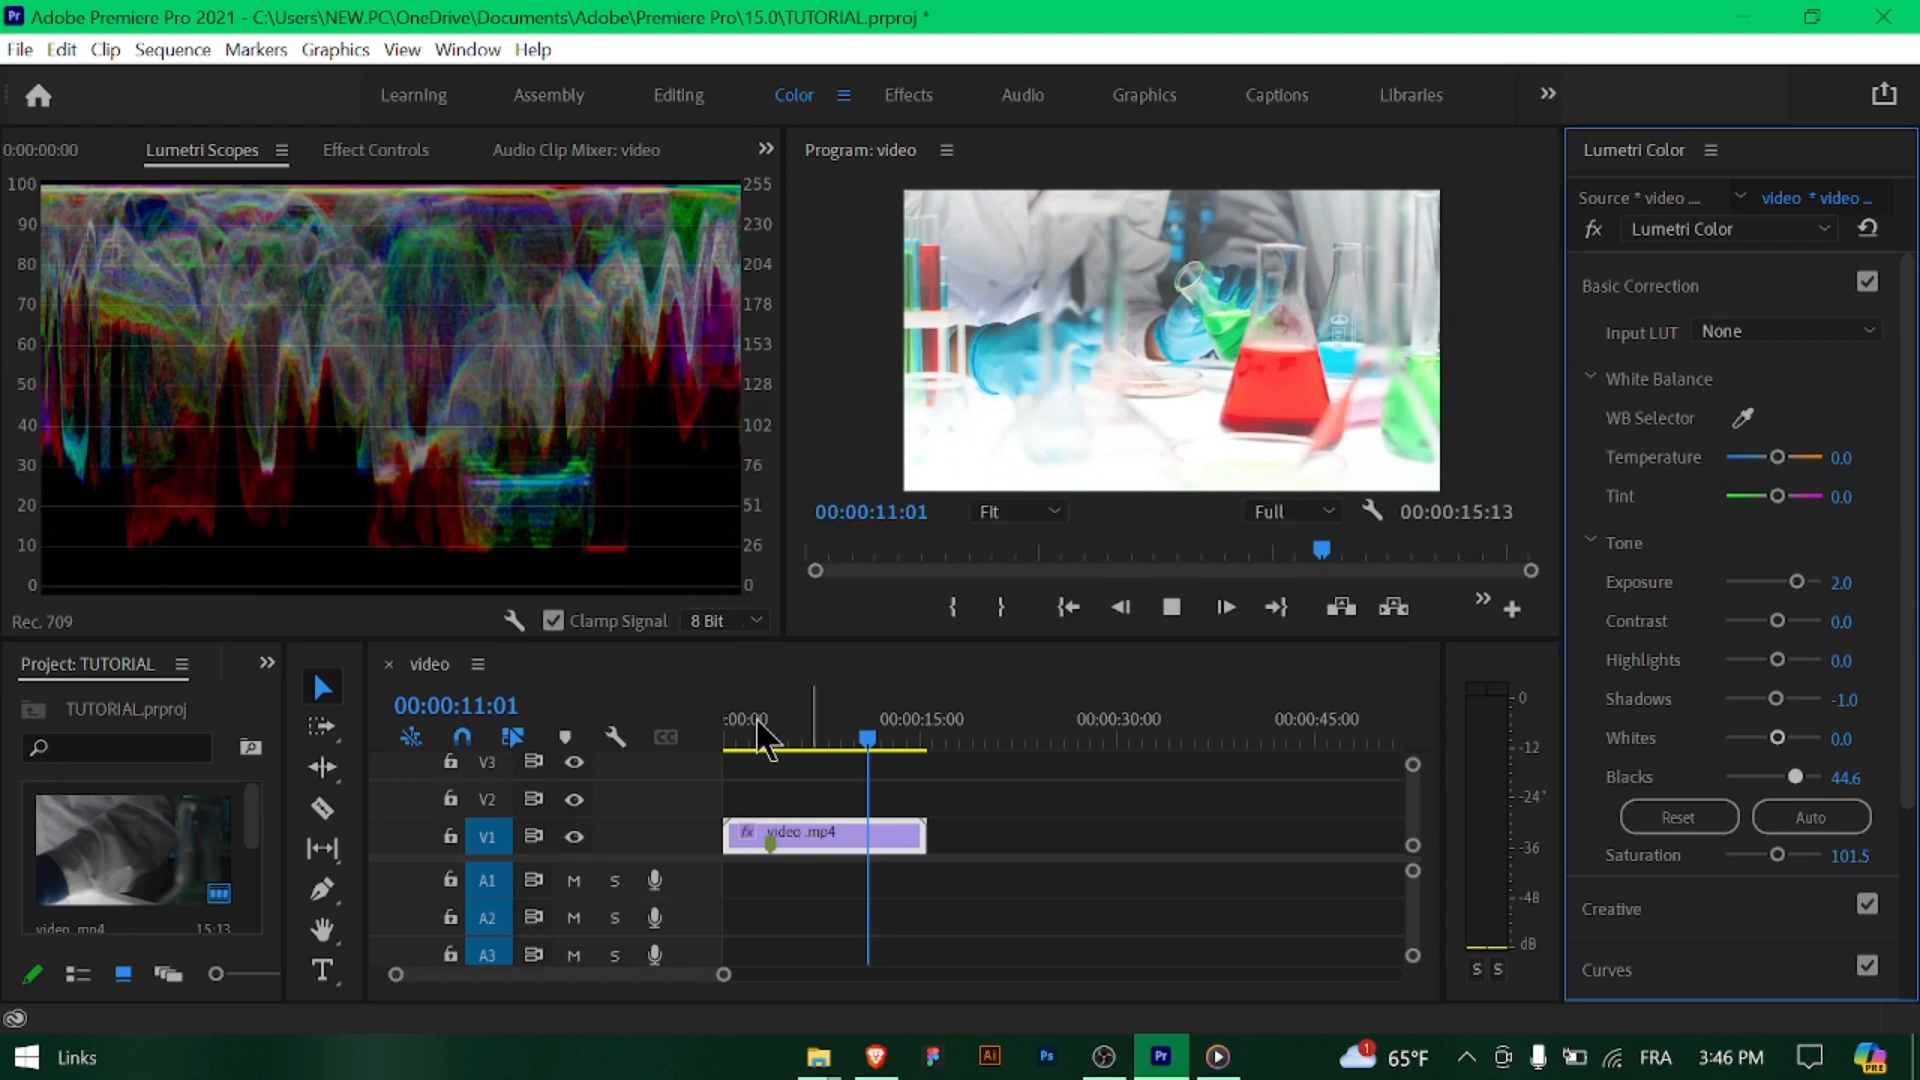 Adobe Premiere Pro 2021 - C:\Users\NEW.PC\OneDrive\Documents\Adobe\Premiere Pro\15.0\TUTORIAL.prproj *
File Edit Clip Sequence Markers Graphics View Window Help
Learning Assembly Editing Color Effects Audio Graphics Captions Libraries
0:00:00:00 Lumetri Scopes Effect Controls Audio Clip Mixer: video
Program: video
Lumetri Color
Source * video .... video * video ...
fx Lumetri Color
Basic Correction
Input LUT None
White Balance
WB Selector
Temperature 0.0
Tint 0.0
Tone
Exposure 2.0
Contrast 0.0
Highlights 0.0
Shadows -1.0
Whites 0.0
Blacks 44.6
Reset Auto
Saturation 101.5
Creative
Curves
100 255
90 230
80 204
70 178
60 153
50 128
40 102
30 76
20 51
10 26
0 0
Rec. 709 Clamp Signal 8 Bit
00:00:11:01 Fit Full 00:00:15:13
Project: TUTORIAL
TUTORIAL.prproj
video .mp4 15:13
T
× video
00:00:11:01
:00:00 00:00:15:00 00:00:30:00 00:00:45:00
CC
V3
V2
V1 fx video .mp4
A1 M S
A2 M S
A3 M S
0
-12
-24
-36
-48
dB
S S
Links Ai Ps Pr 1 65°F FRA 3:46 PM PRE